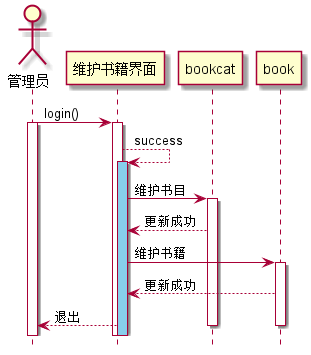 管理员
维护书籍界面
bookcat
book
login()
success
维护书目
更新成功
维护书籍
更新成功
退出